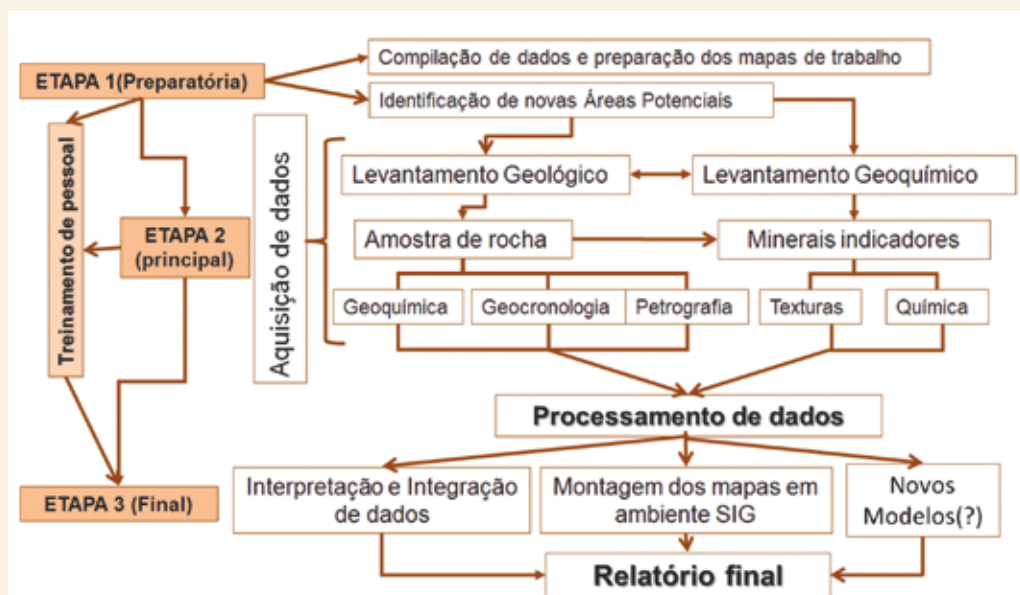 Compilação de dados e preparação dos mapas de trabalho
ETAPA 1(Preparatória)
Identificação de novas Áreas Potenciais
Treinamento de pessoal
Aquisição de dados
Levantamento Geológico
Levantamento Geoquímico
ETAPA 2
(principal)
Amostra de rocha
Minerais indicadores
Geoquímica
Geocronologia
Petrografia
Texturas
Química
Processamento de dados
ETAPA 3 (Final)
Interpretação e Integração
de dados
Montagem dos mapas em
ambiente SIG
Novos
Modelos(?)
Relatório final